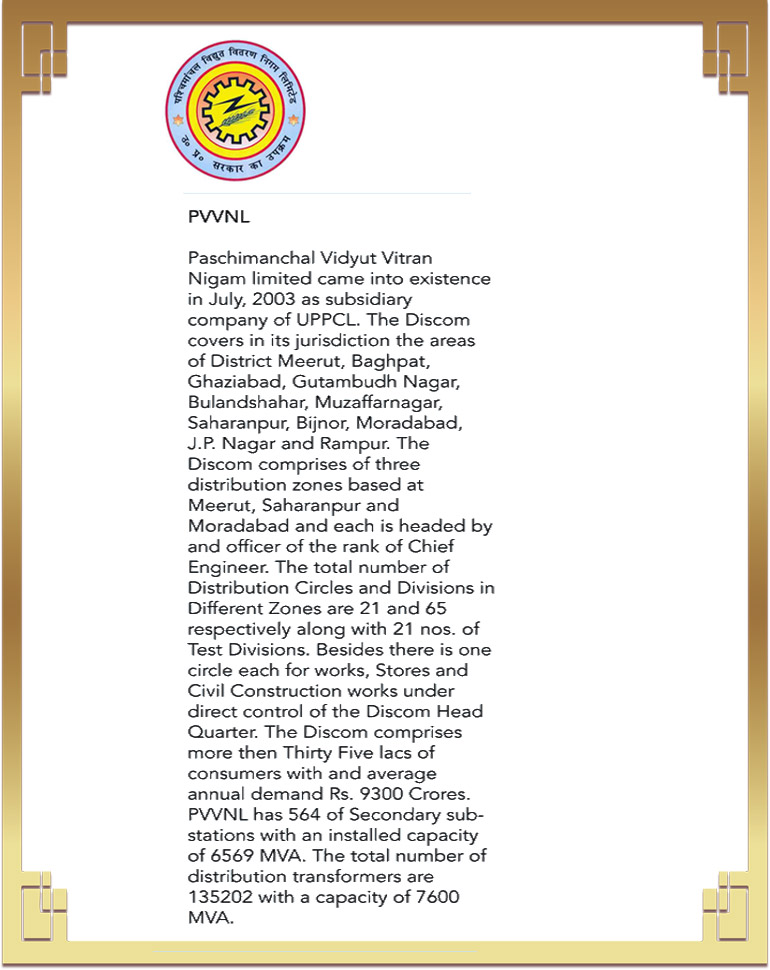 पश्चिमांचल विद्युत वितरण निगम लिमिटेड
उ० प्र० सरकार का उपक्रम
PVVNL
Paschimanchal Vidyut Vitran
Nigam limited came into existence
in July, 2003 as subsidiary
company of UPPCL. The Discom
covers in its jurisdiction the areas
of District Meerut, Baghpat,
Ghaziabad, Gutambudh Nagar,
Bulandshahar, Muzaffarnagar,
Saharanpur, Bijnor, Moradabad,
J.P. Nagar and Rampur. The
Discom comprises of three
distribution zones based at
Meerut, Saharanpur and
Moradabad and each is headed by
and officer of the rank of Chief
Engineer. The total number of
Distribution Circles and Divisions in
Different Zones are 21 and 65
respectively along with 21 nos. of
Test Divisions. Besides there is one
circle each for works, Stores and
Civil Construction works under
direct control of the Discom Head
Quarter. The Discom comprises
more then Thirty Five lacs of
consumers with and average
annual demand Rs. 9300 Crores.
PVVNL has 564 of Secondary sub-
stations with an installed capacity
of 6569 MVA. The total number of
distribution transformers are
135202 with a capacity of 7600
MVA.